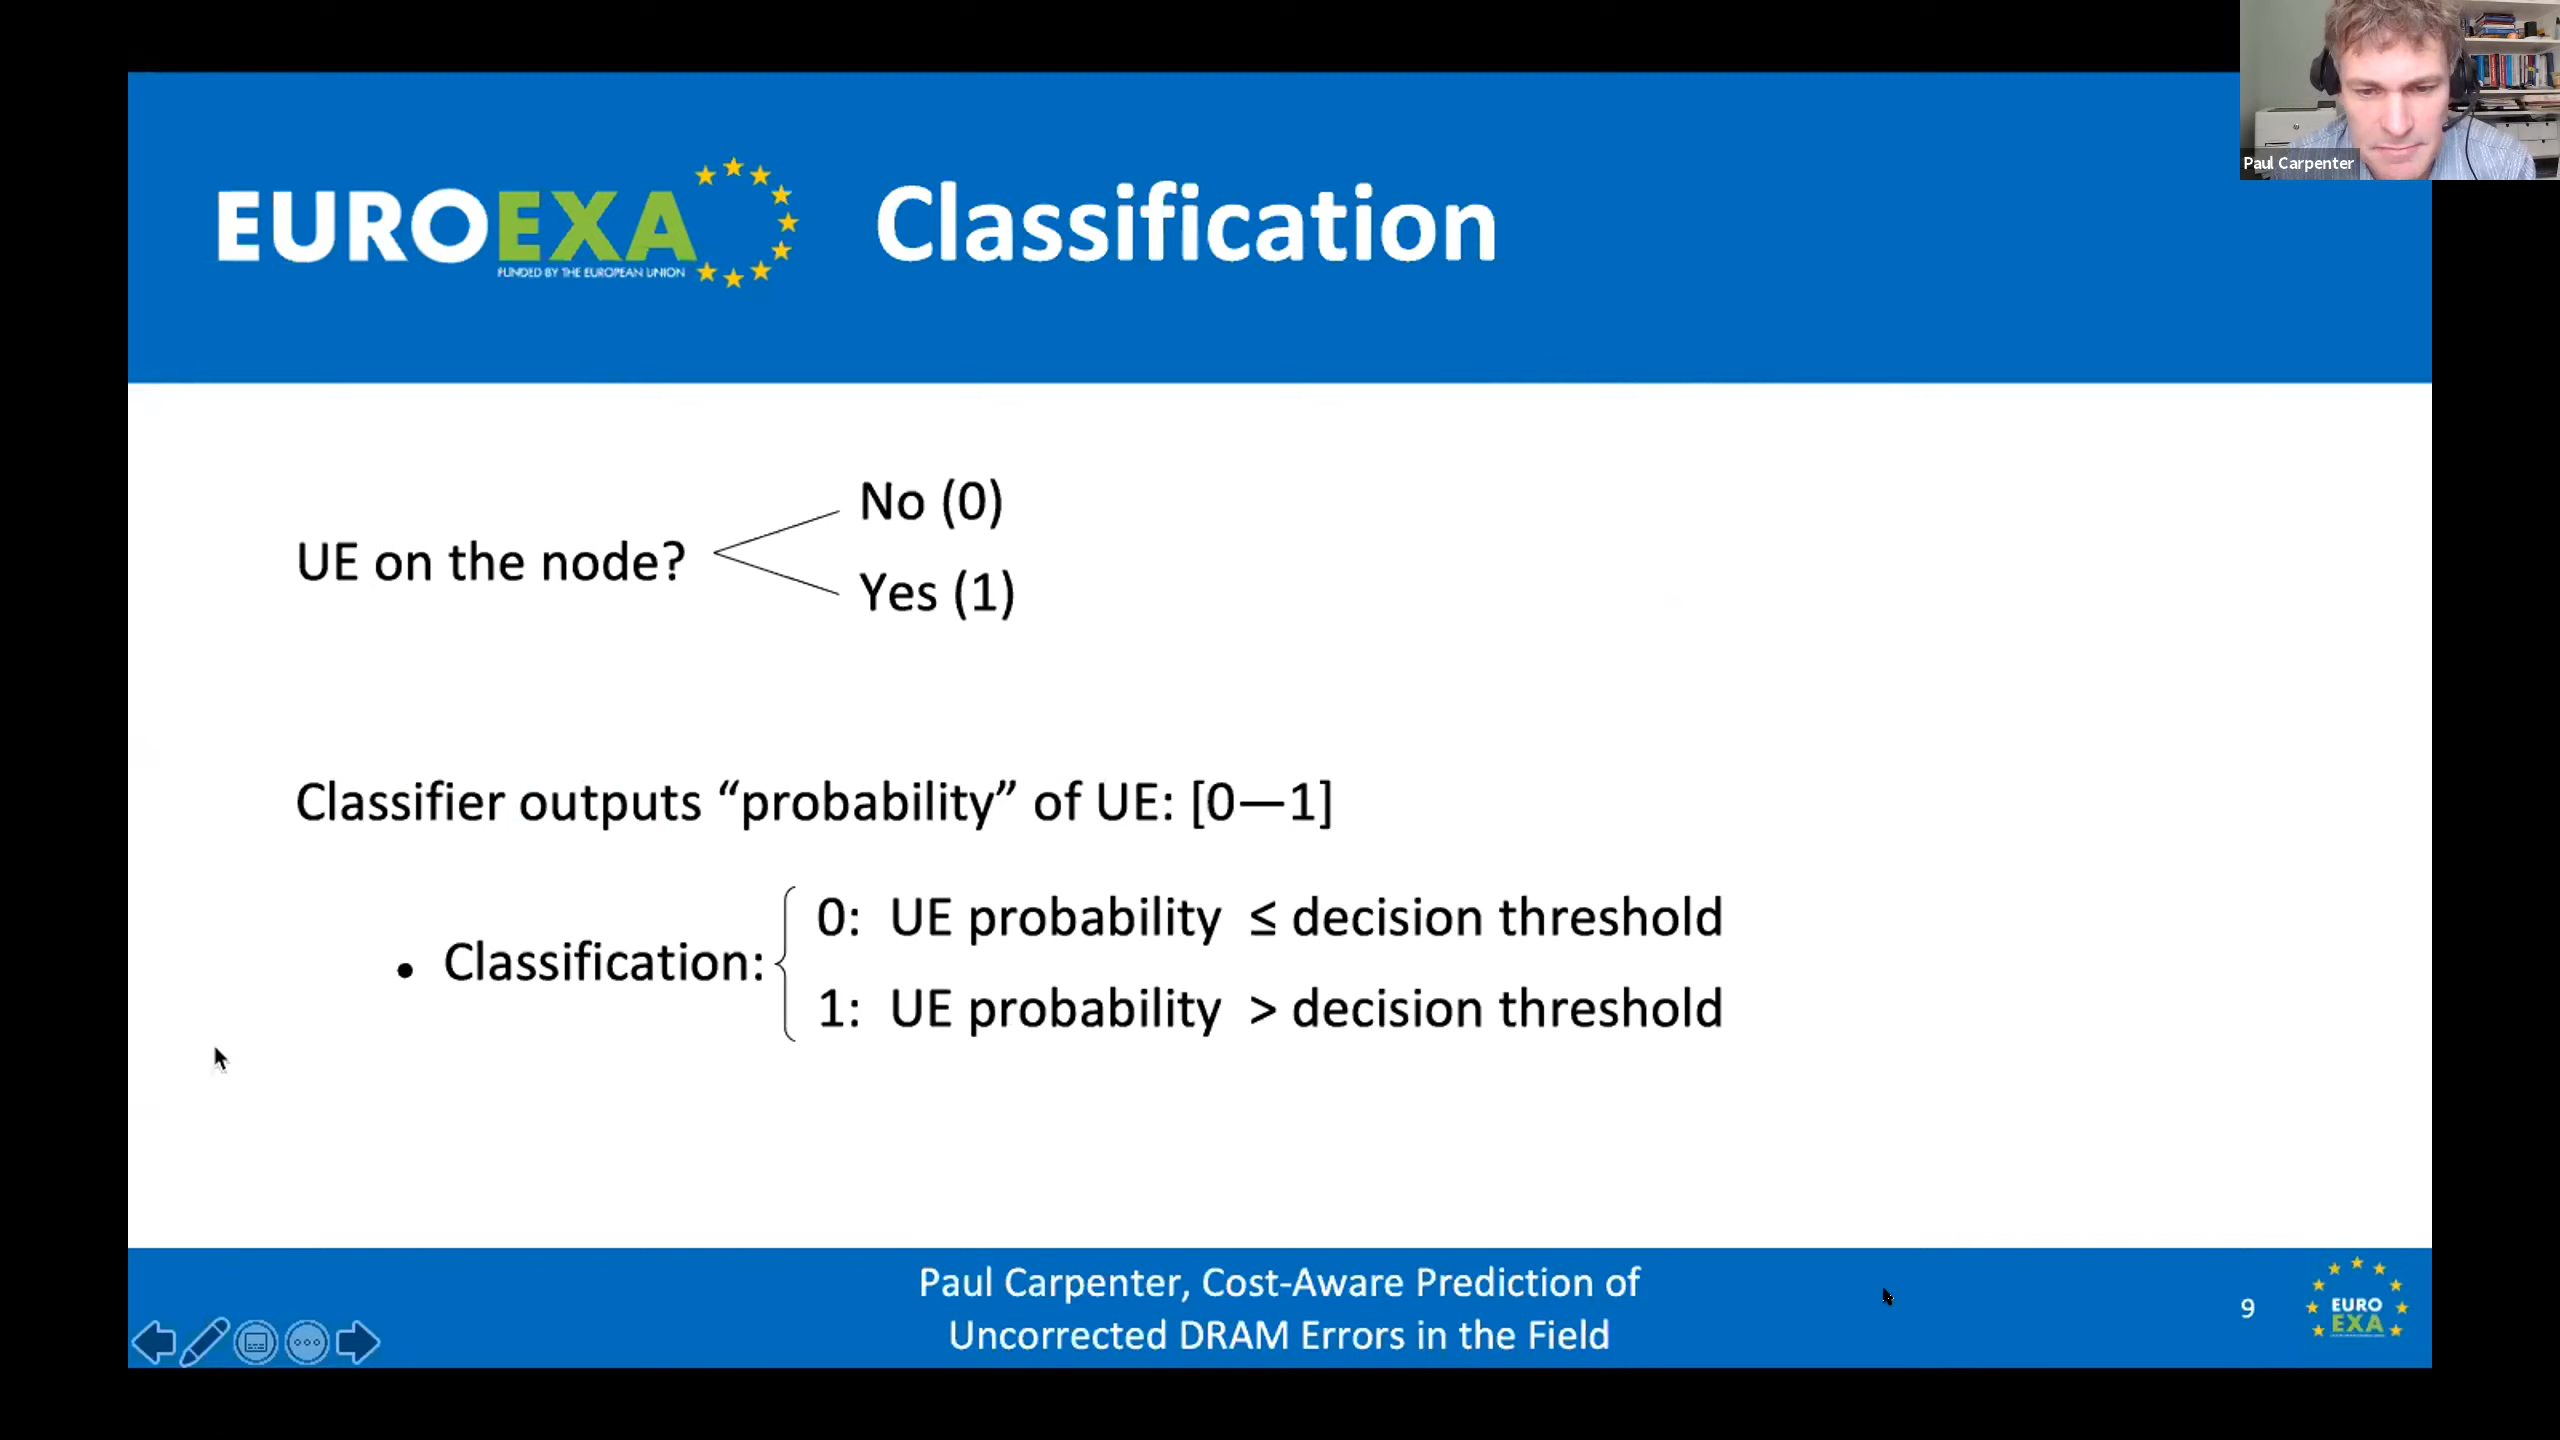 Paul Carpenter
EUROEXA
FUNDED BY THE EUROPEAN UNION
Classification
UE on the node?
No (0)
Yes (1)
Classifier outputs “probability” of UE: [0—1]
• Classification:
0: UE probability ≤ decision threshold
1: UE probability > decision threshold
Paul Carpenter, Cost-Aware Prediction of
Uncorrected DRAM Errors in the Field
9
EURO
EXA